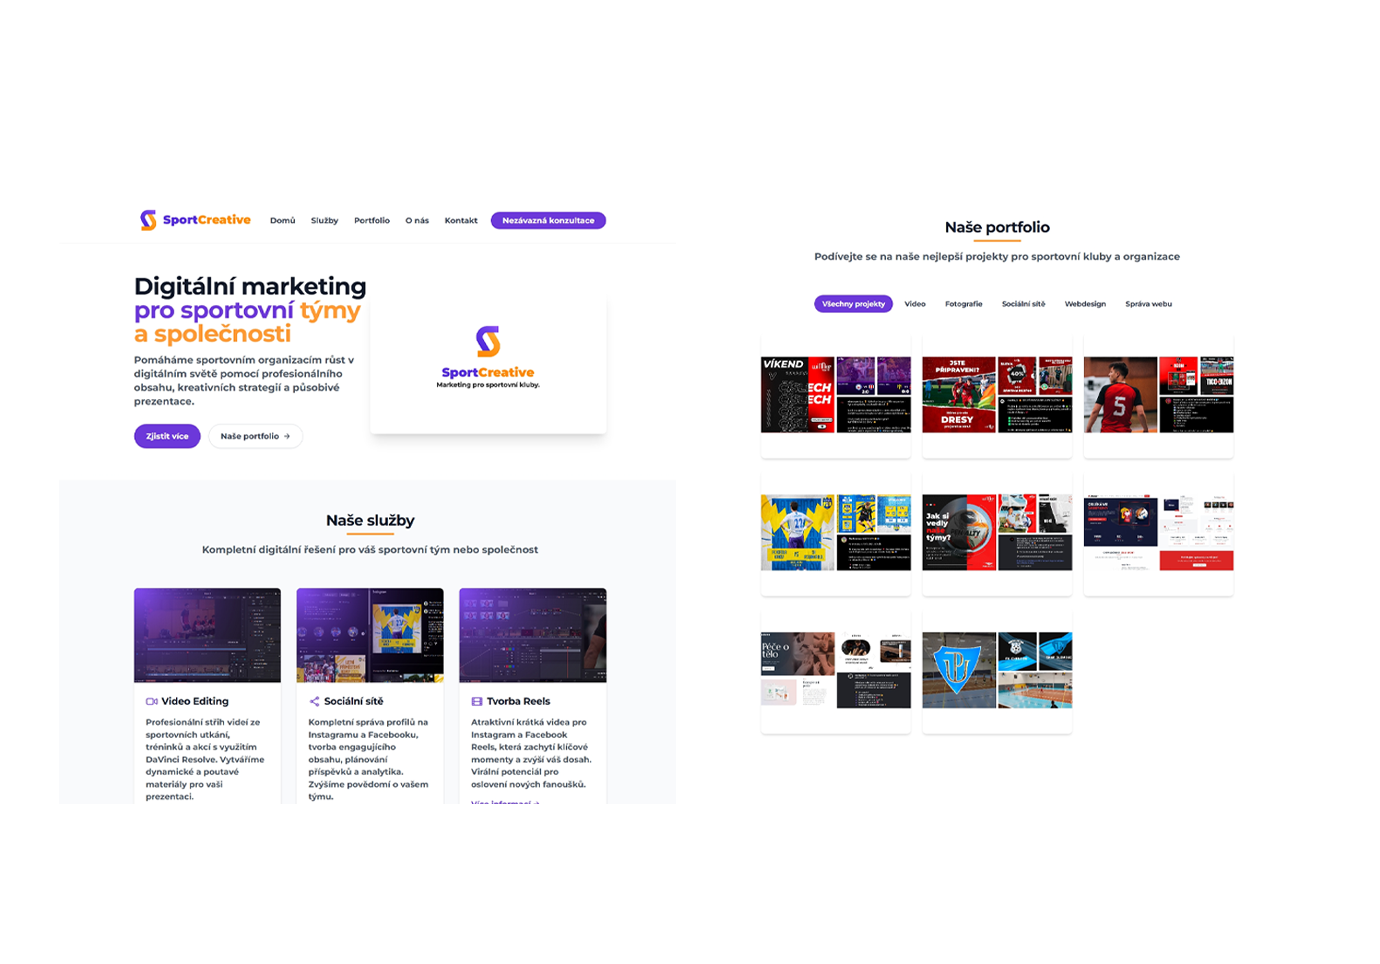 SportCreative
Domů
Služby
Portfolio
O nás
Kontakt
Nezávazná konzultace
Digitální marketing
pro sportovní týmy
a společnosti
Pomáháme sportovním organizacím růst v
digitálním světě pomocí profesionálního
obsahu, kreativních strategií a působivé
prezentace.
Zjistit více
Naše portfolio →
SportCreative
Marketing pro sportovní kluby.
Naše služby
Kompletní digitální řešení pro váš sportovní tým nebo společnost
Video Editing
Profesionální střih videí ze
sportovních utkání,
tréninků a akcí s využitím
DaVinci Resolve. Vytváříme
dynamické a poutavé
materiály pro vaši
prezentaci.
Sociální sítě
Kompletní správa profilů na
Instagramu a Facebooku,
tvorba engagujícího
obsahu, plánování
příspěvků a analytika.
Zvýšíme povědomí o vašem
týmu.
Tvorba Reels
Atraktivní krátká videa pro
Instagram a Facebook
Reels, která zachytí klíčové
momenty a zvýší váš dosah.
Virální potenciál pro
oslovení nových fanoušků.
Více informací →
Naše portfolio
Podívejte se na naše nejlepší projekty pro sportovní kluby a organizace
Všechny projekty
Video
Fotografie
Sociální sítě
Webdesign
Správa webu
VÍKEND
JSTE
PŘIPRAVENI?
DRESY
40%
5
Jak si
vedly
naše
týmy?
Péče o
tělo